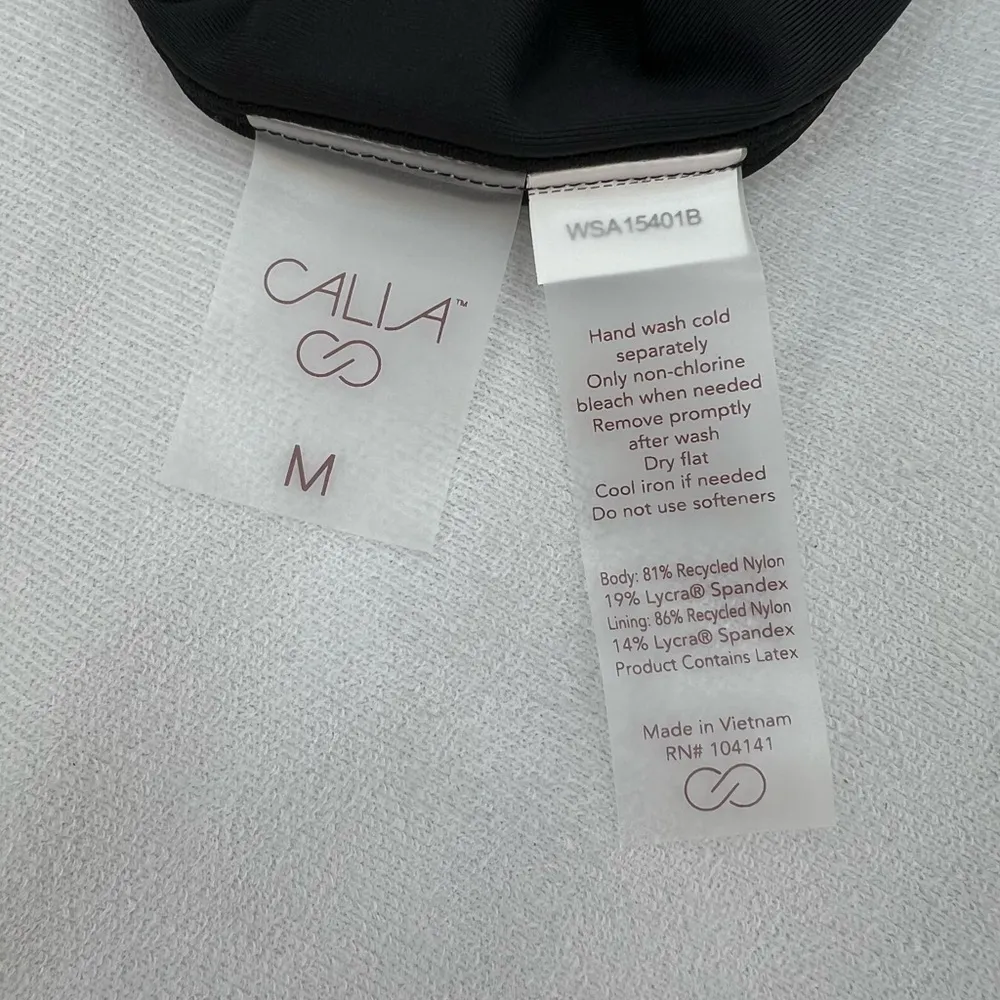 CALIA™
M
WSA15401B
Hand wash cold
separately
Only non-chlorine
bleach when needed
Remove promptly
after wash
Dry flat
Cool iron if needed
Do not use softeners
Body: 81% Recycled Nylon
19% Lycra® Spandex
Lining: 86% Recycled Nylon
14% Lycra® Spandex
Product Contains Latex
Made in Vietnam
RN# 104141